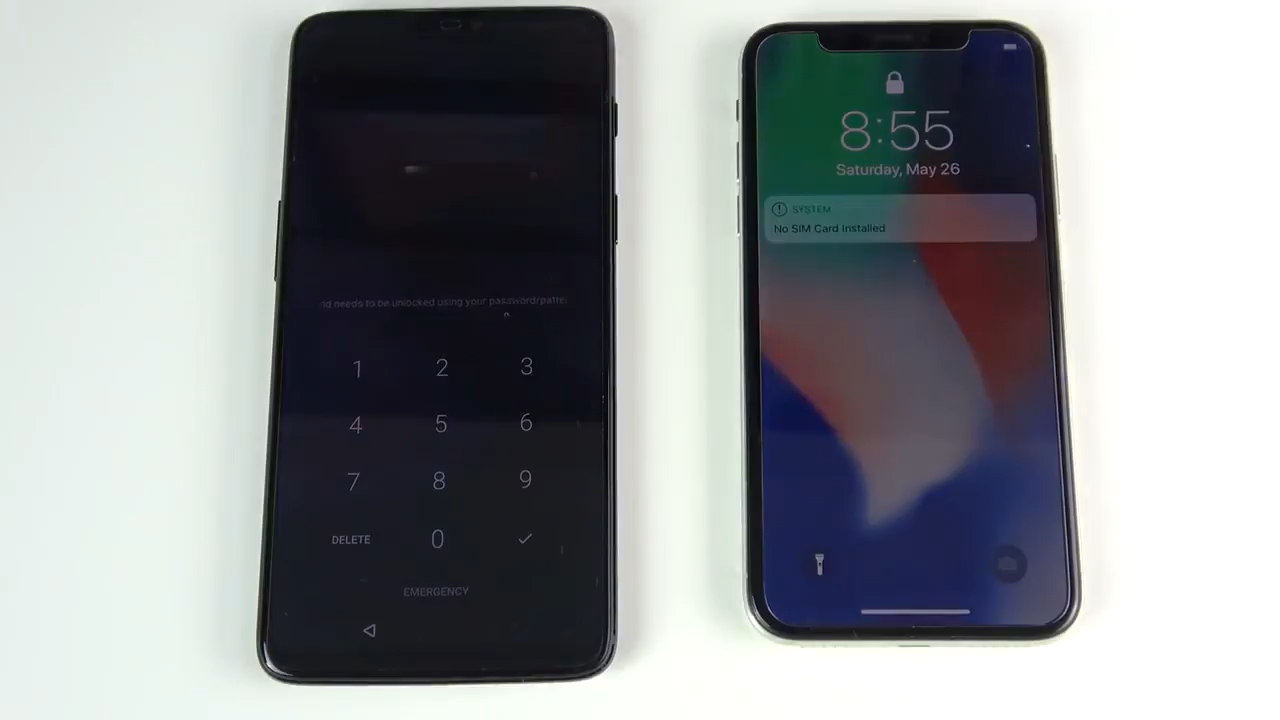 nd needs to be unlocked using your password/patte
1 2 3
4 5 6
7 8 9
DELETE 0
EMERGENCY
8:55
Saturday, May 26
SYSTEM
No SIM Card Installed